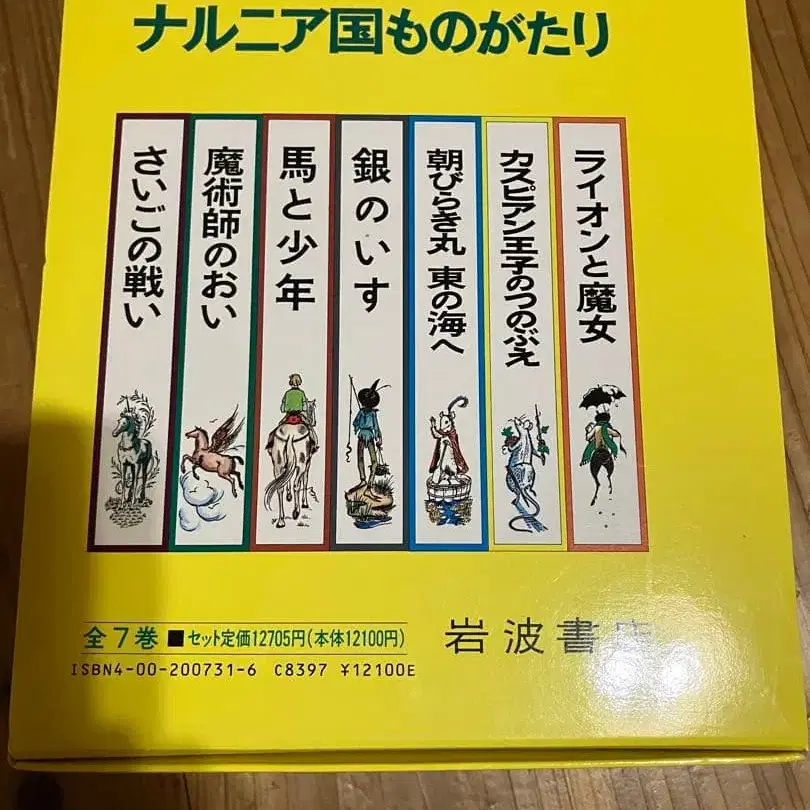 ナルニア国ものがたり
ライオンと魔女
カスピアン王子のつのぶえ
朝びらき丸 東の海へ
銀のいす
馬と少年
魔術師のおい
さいごの戦い
全7巻 ■セット定価12705円(本体12100円)
岩波書店
ISBN4-00-200731-6 C8397 ¥12100E